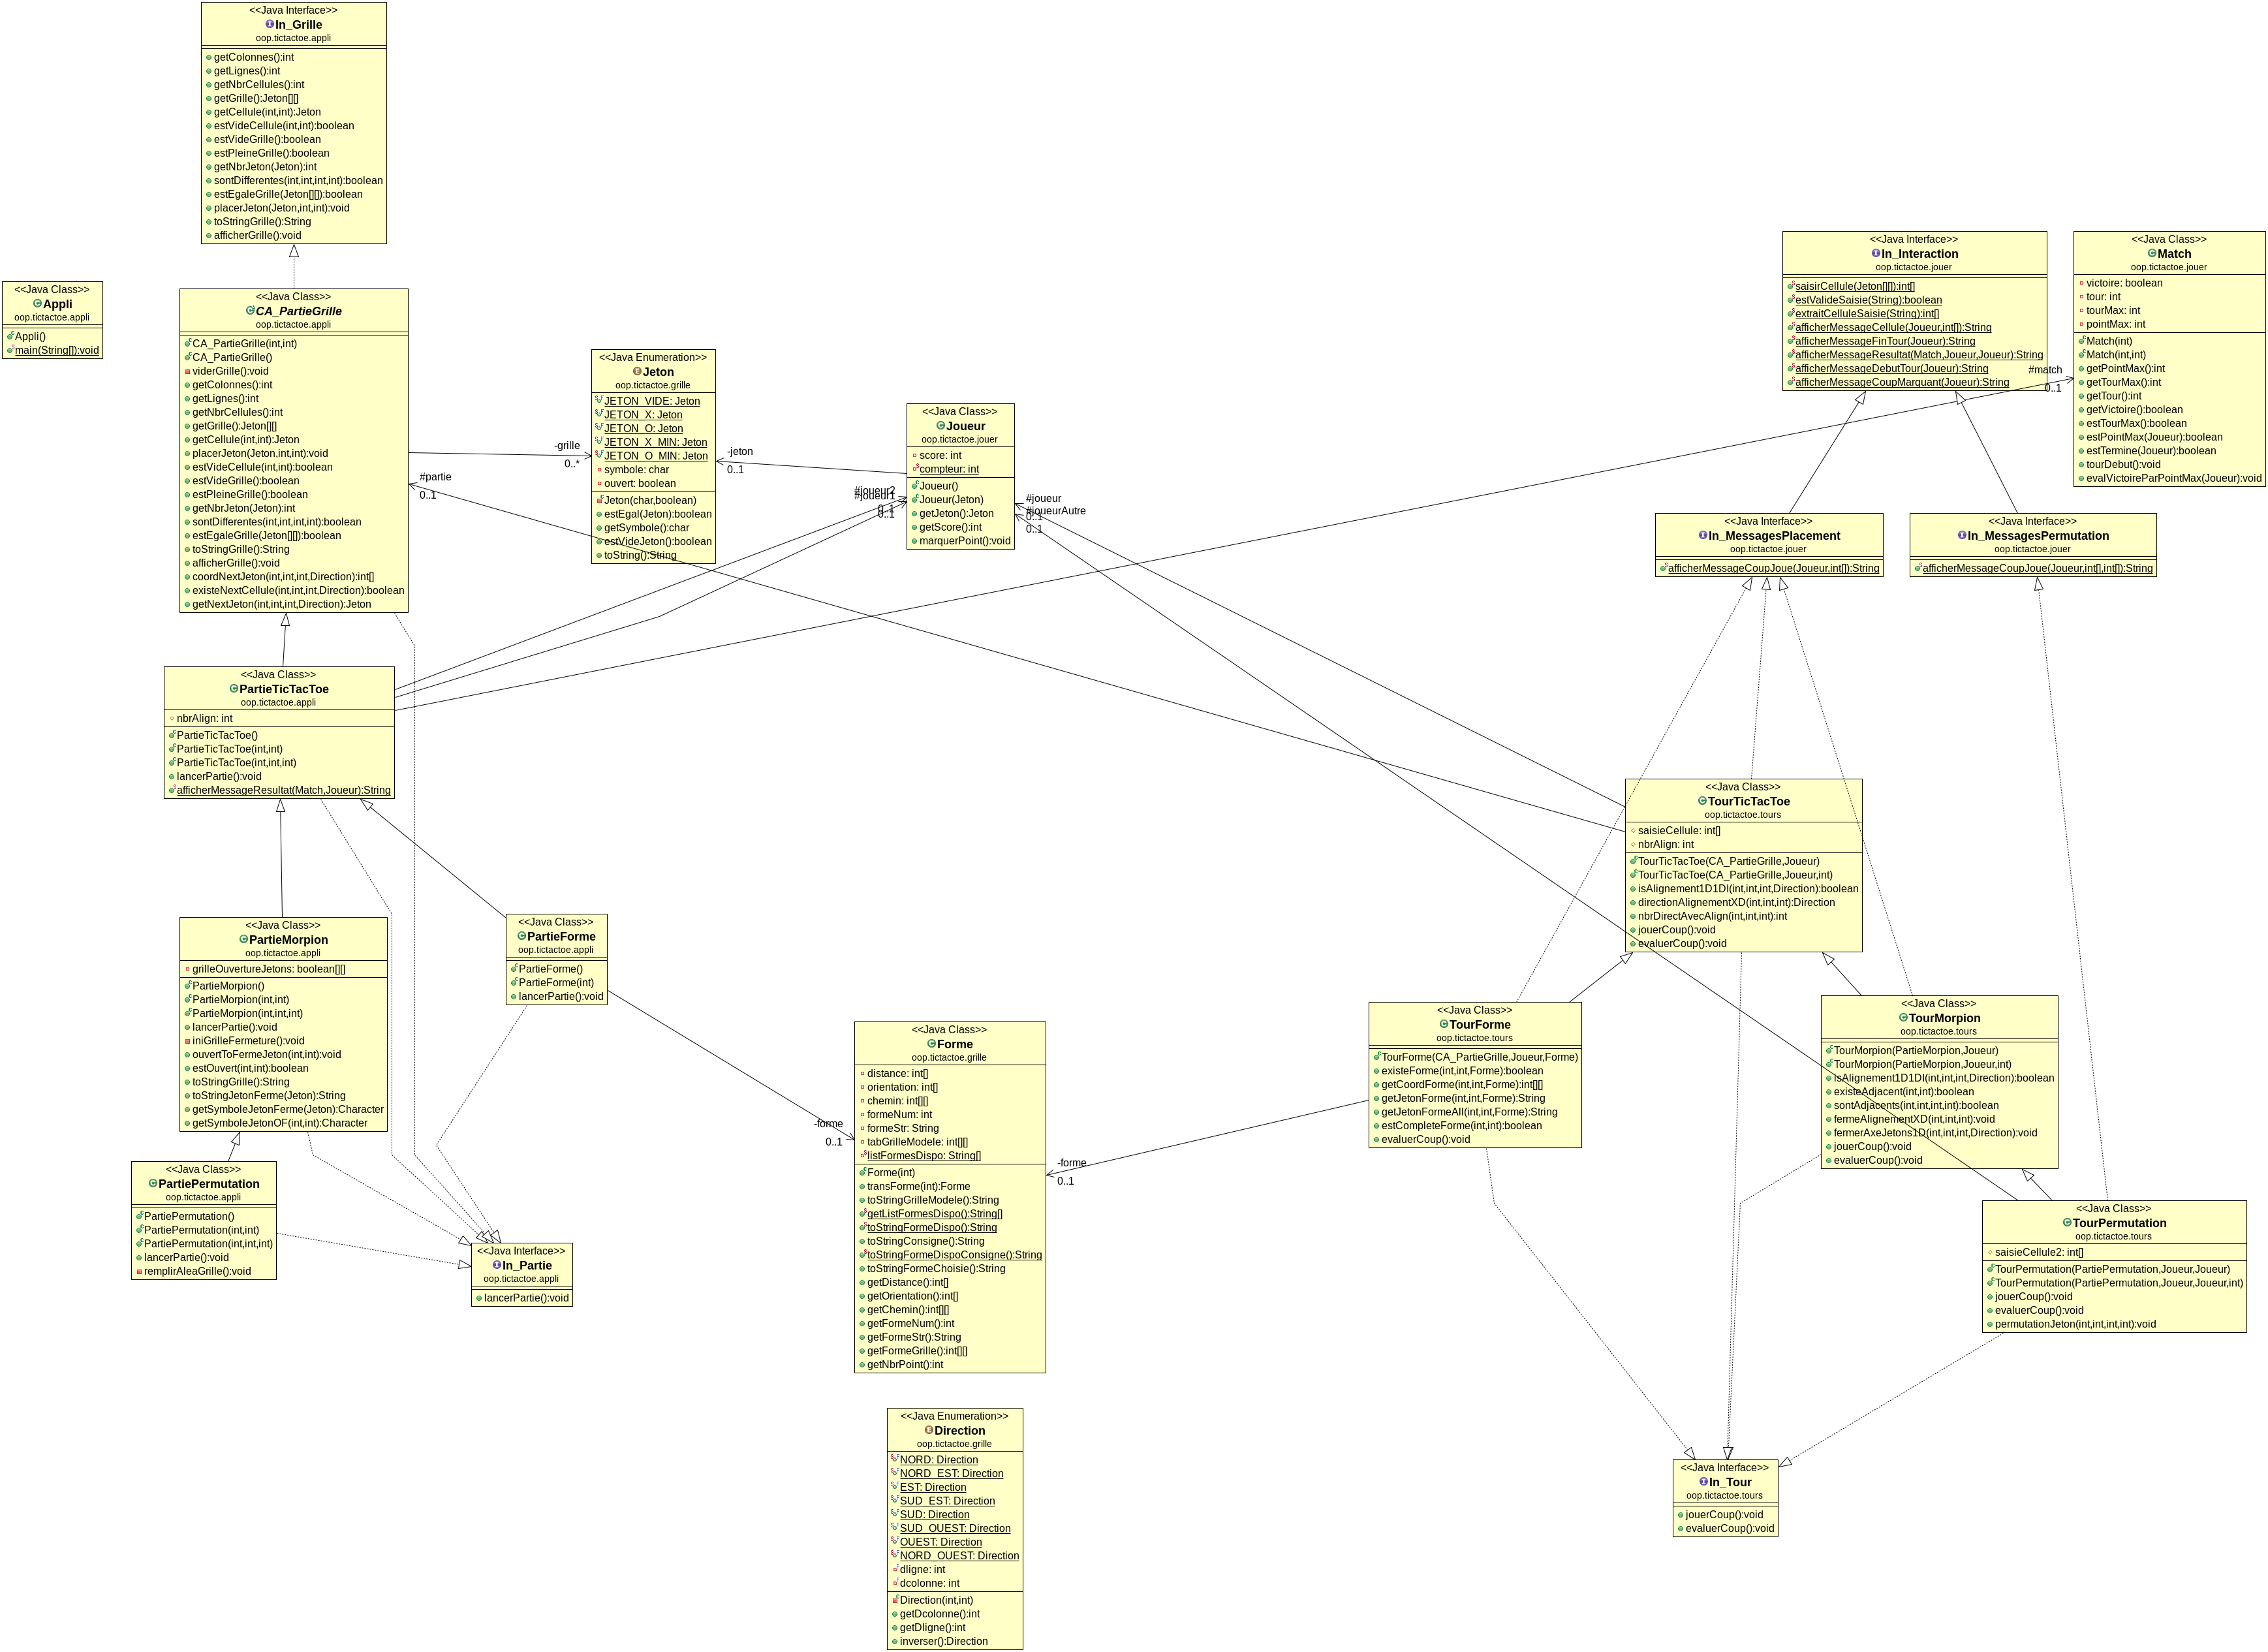 <<Java Interface>>
In_Grille
oop.tictactoe.appli
getColonnes():int
getLignes():int
getNbrCellules():int
getGrille():Jeton[][]
getCellule(int,int):Jeton
estVideCellule(int,int):boolean
estVideGrille():boolean
estPleineGrille():boolean
getNbrJeton(Jeton):int
sontDifferentes(int,int,int,int):boolean
estEgaleGrille(Jeton[][]):boolean
placerJeton(Jeton,int,int):void
toStringGrille():String
afficherGrille():void
<<Java Class>>
Appli
oop.tictactoe.appli
Appli()
main(String[]):void
<<Java Class>>
CA_PartieGrille
oop.tictactoe.appli
CA_PartieGrille(int,int)
CA_PartieGrille()
viderGrille():void
getColonnes():int
getLignes():int
getNbrCellules():int
getGrille():Jeton[][]
getCellule(int,int):Jeton
placerJeton(Jeton,int,int):void
estVideCellule(int,int):boolean
estVideGrille():boolean
estPleineGrille():boolean
getNbrJeton(Jeton):int
sontDifferentes(int,int,int,int):boolean
estEgaleGrille(Jeton[][]):boolean
toStringGrille():String
afficherGrille():void
coordNextJeton(int,int,int,Direction):int[]
existeNextCellule(int,int,int,Direction):boolean
getNextJeton(int,int,int,Direction):Jeton
-grille
0..*
#partie
0..1
<<Java Enumeration>>
Jeton
oop.tictactoe.grille
JETON_VIDE: Jeton
JETON_X: Jeton
JETON_O: Jeton
JETON_X_MIN: Jeton
JETON_O_MIN: Jeton
symbole: char
ouvert: boolean
Jeton(char,boolean)
estEgal(Jeton):boolean
getSymbole():char
estVideJeton():boolean
toString():String
-jeton
0..1
#joueur2
0..1
#joueur1
0..1
<<Java Class>>
Joueur
oop.tictactoe.jouer
score: int
compteur: int
Joueur()
Joueur(Jeton)
getJeton():Jeton
getScore():int
marquerPoint():void
#joueur
0..1
#joueurAutre
0..1
<<Java Interface>>
In_Interaction
oop.tictactoe.jouer
saisirCellule(Jeton[][]):int[]
estValideSaisie(String):boolean
extraitCelluleSaisie(String):int[]
afficherMessageCellule(Joueur,int[]):String
afficherMessageFinTour(Joueur):String
afficherMessageResultat(Match,Joueur,Joueur):String
afficherMessageDebutTour(Joueur):String
afficherMessageCoupMarquant(Joueur):String
#match
0..1
<<Java Class>>
Match
oop.tictactoe.jouer
victoire: boolean
tour: int
tourMax: int
pointMax: int
Match(int)
Match(int,int)
getPointMax():int
getTourMax():int
getTour():int
getVictoire():boolean
estTourMax():boolean
estPointMax(Joueur):boolean
estTermine(Joueur):boolean
tourDebut():void
evalVictoireParPointMax(Joueur):void
<<Java Interface>>
In_MessagesPlacement
oop.tictactoe.jouer
afficherMessageCoupJoue(Joueur,int[]):String
<<Java Interface>>
In_MessagesPermutation
oop.tictactoe.jouer
afficherMessageCoupJoue(Joueur,int[],int[]):String
<<Java Class>>
PartieTicTacToe
oop.tictactoe.appli
nbrAlign: int
PartieTicTacToe()
PartieTicTacToe(int,int)
PartieTicTacToe(int,int,int)
lancerPartie():void
afficherMessageResultat(Match,Joueur):String
<<Java Class>>
TourTicTacToe
oop.tictactoe.tours
saisieCellule: int[]
nbrAlign: int
TourTicTacToe(CA_PartieGrille,Joueur)
TourTicTacToe(CA_PartieGrille,Joueur,int)
isAlignement1D1DI(int,int,int,Direction):boolean
directionAlignementXD(int,int,int):Direction
nbrDirectAvecAlign(int,int,int):int
jouerCoup():void
evaluerCoup():void
<<Java Class>>
PartieMorpion
oop.tictactoe.appli
grilleOuvertureJetons: boolean[][]
PartieMorpion()
PartieMorpion(int,int)
PartieMorpion(int,int,int)
lancerPartie():void
iniGrilleFermeture():void
ouvertToFermeJeton(int,int):void
estOuvert(int,int):boolean
toStringGrille():String
toStringJetonFerme(Jeton):String
getSymboleJetonFerme(Jeton):Character
getSymboleJetonOF(int,int):Character
<<Java Class>>
PartieForme
oop.tictactoe.appli
PartieForme()
PartieForme(int)
lancerPartie():void
<<Java Class>>
PartiePermutation
oop.tictactoe.appli
PartiePermutation()
PartiePermutation(int,int)
PartiePermutation(int,int,int)
lancerPartie():void
remplirAleaGrille():void
<<Java Interface>>
In_Partie
oop.tictactoe.appli
lancerPartie():void
-forme
0..1
<<Java Class>>
Forme
oop.tictactoe.grille
distance: int[]
orientation: int[]
chemin: int[][]
formeNum: int
formeStr: String
tabGrilleModele: int[][]
listFormesDispo: String[]
Forme(int)
transForme(int):Forme
toStringGrilleModele():String
getListFormesDispo():String[]
toStringFormeDispo():String
toStringConsigne():String
toStringFormeDispoConsigne():String
toStringFormeChoisie():String
getDistance():int[]
getOrientation():int[]
getChemin():int[][]
getFormeNum():int
getFormeStr():String
getFormeGrille():int[][]
getNbrPoint():int
-forme
0..1
<<Java Class>>
TourForme
oop.tictactoe.tours
TourForme(CA_PartieGrille,Joueur,Forme)
existeForme(int,int,Forme):boolean
getCoordForme(int,int,Forme):int[][]
getJetonForme(int,int,Forme):String
getJetonFormeAll(int,int,Forme):String
estCompleteForme(int,int):boolean
evaluerCoup():void
<<Java Class>>
TourMorpion
oop.tictactoe.tours
TourMorpion(PartieMorpion,Joueur)
TourMorpion(PartieMorpion,Joueur,int)
isAlignement1D1DI(int,int,int,Direction):boolean
existeAdjacent(int,int):boolean
sontAdjacents(int,int,int,int):boolean
fermeAlignementXD(int,int,int):void
fermerAxeJetons1D(int,int,int,Direction):void
jouerCoup():void
evaluerCoup():void
<<Java Class>>
TourPermutation
oop.tictactoe.tours
saisieCellule2: int[]
TourPermutation(PartiePermutation,Joueur,Joueur)
TourPermutation(PartiePermutation,Joueur,Joueur,int)
jouerCoup():void
evaluerCoup():void
permutationJeton(int,int,int,int):void
<<Java Enumeration>>
Direction
oop.tictactoe.grille
NORD: Direction
NORD_EST: Direction
EST: Direction
SUD_EST: Direction
SUD: Direction
SUD_OUEST: Direction
OUEST: Direction
NORD_OUEST: Direction
dligne: int
dcolonne: int
Direction(int,int)
getDcolonne():int
getDligne():int
inverser():Direction
<<Java Interface>>
In_Tour
oop.tictactoe.tours
jouerCoup():void
evaluerCoup():void